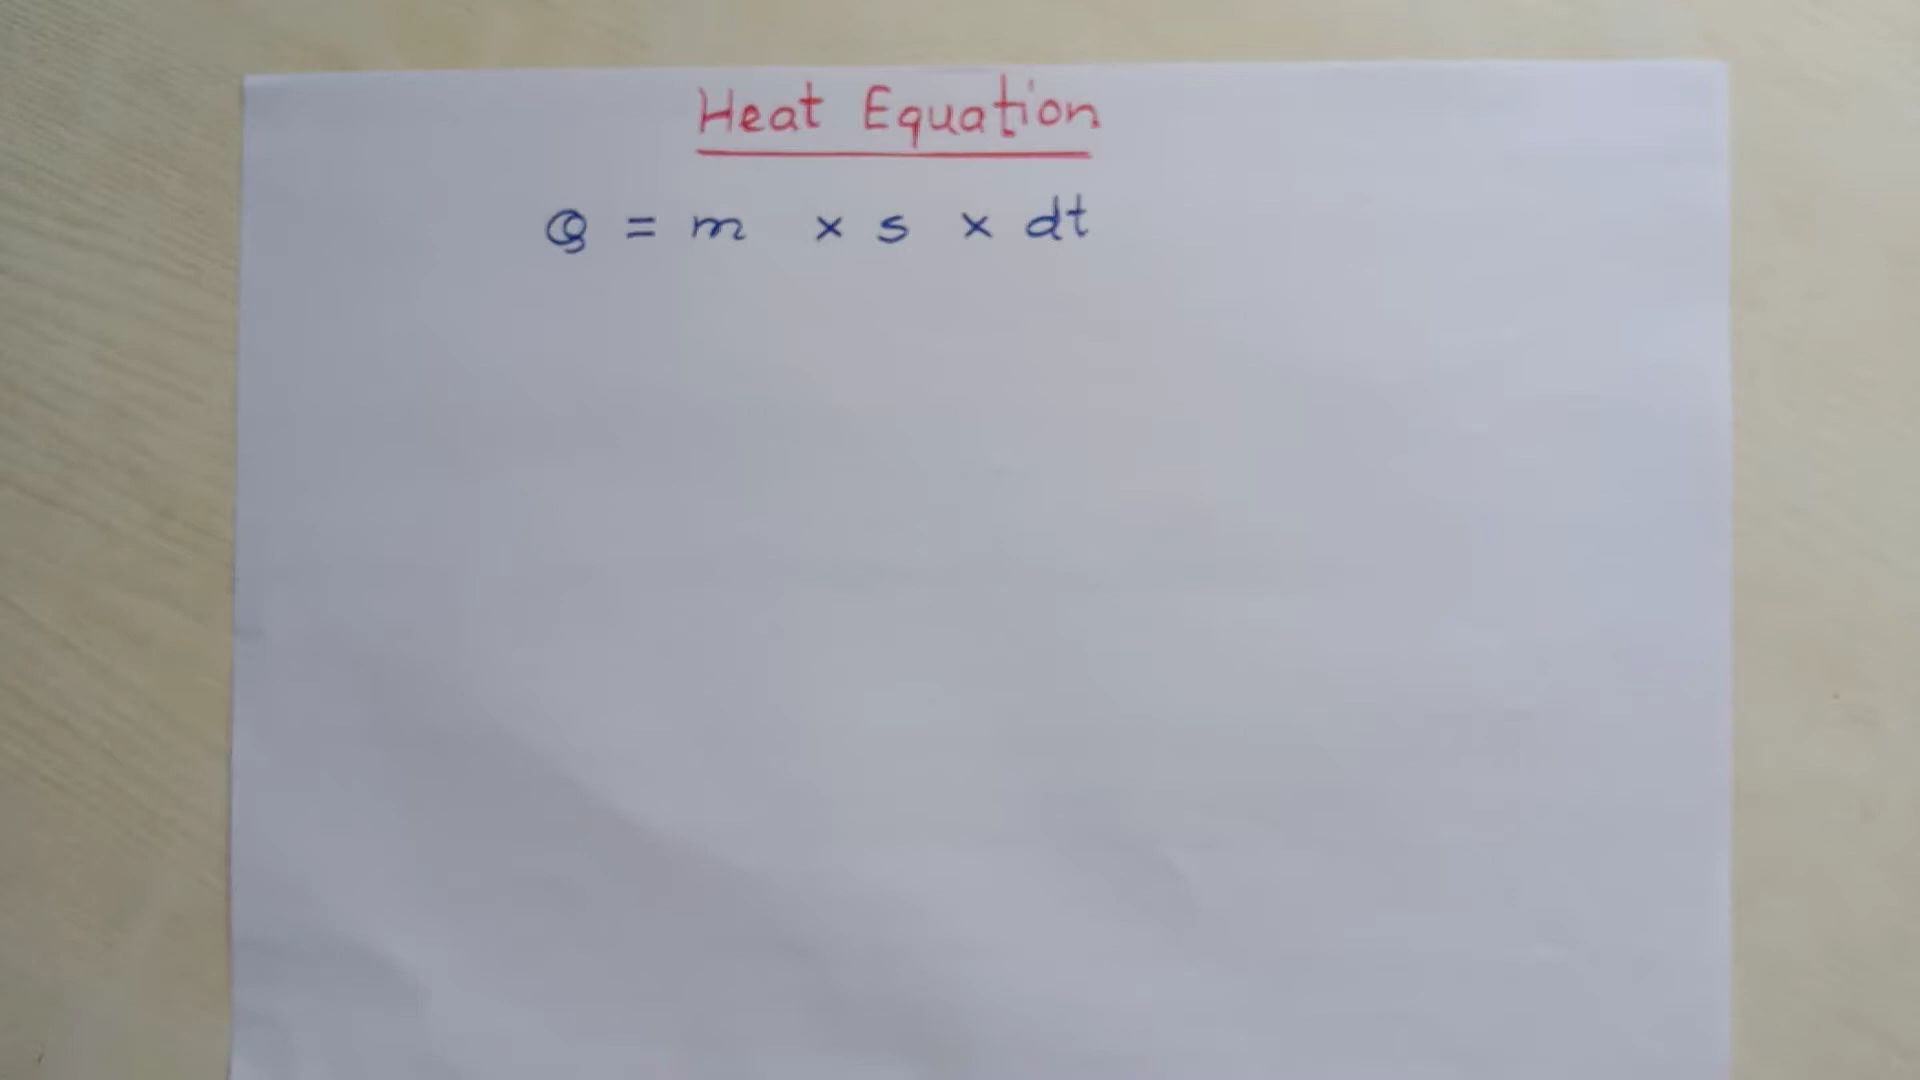 Heat Equation
Q = m × s × dt